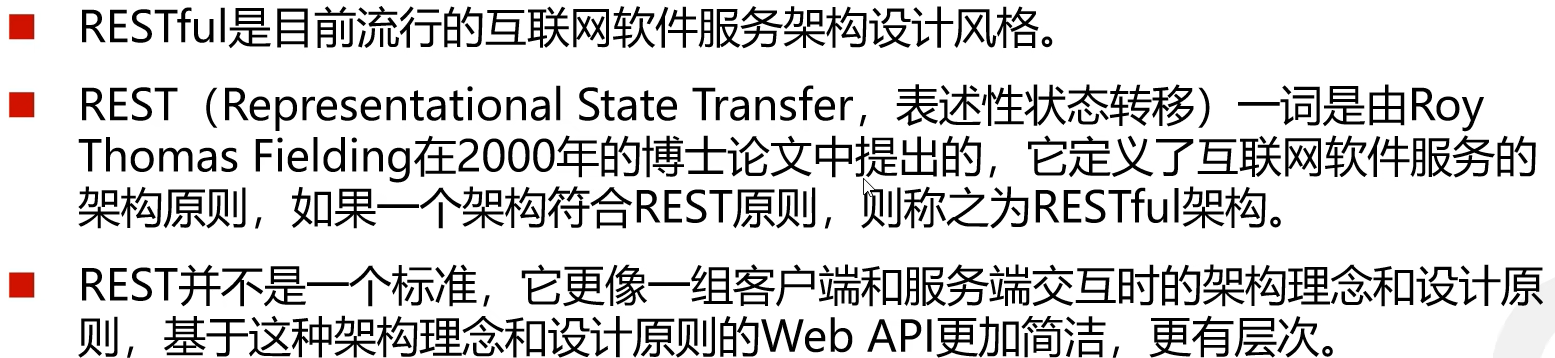 RESTful是目前流行的互联网软件服务架构设计风格。
REST（Representational State Transfer，表述性状态转移）一词是由Roy
Thomas Fielding在2000年的博士论文中提出的，它定义了互联网软件服务的
架构原则，如果一个架构符合REST原则，则称之为RESTful架构。
REST并不是一个标准，它更像一组客户端和服务端交互时的架构理念和设计原
则，基于这种架构理念和设计原则的Web API更加简洁，更有层次。